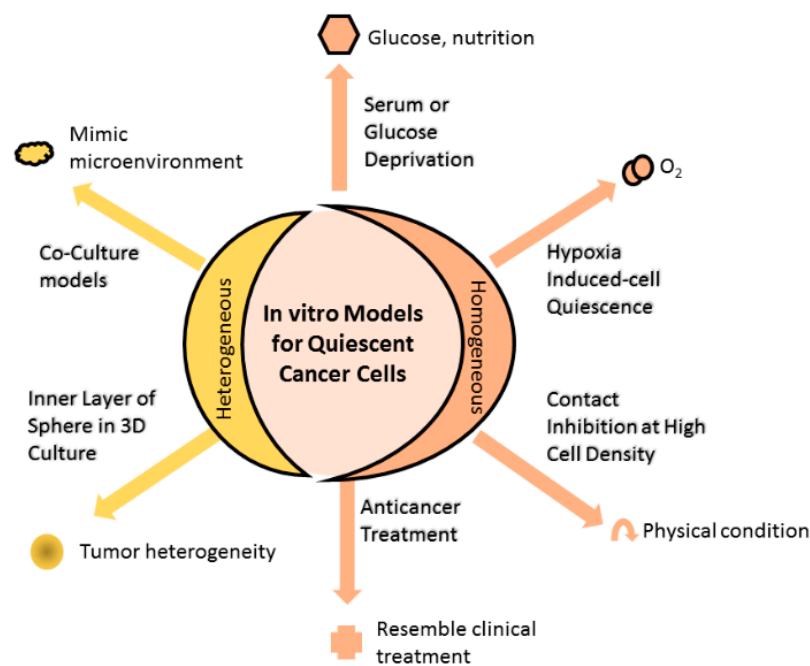 Glucose, nutrition
Serum or
Glucose
Deprivation
Mimic
microenvironment
O₂
Co-Culture
models
Hypoxia
Induced-cell
Quiescence
Heterogeneous
In vitro Models
for Quiescent
Cancer Cells
Homogeneous
Inner Layer of
Sphere in 3D
Culture
Contact
Inhibition at High
Cell Density
Anticancer
Treatment
Tumor heterogeneity
Physical condition
Resemble clinical
treatment